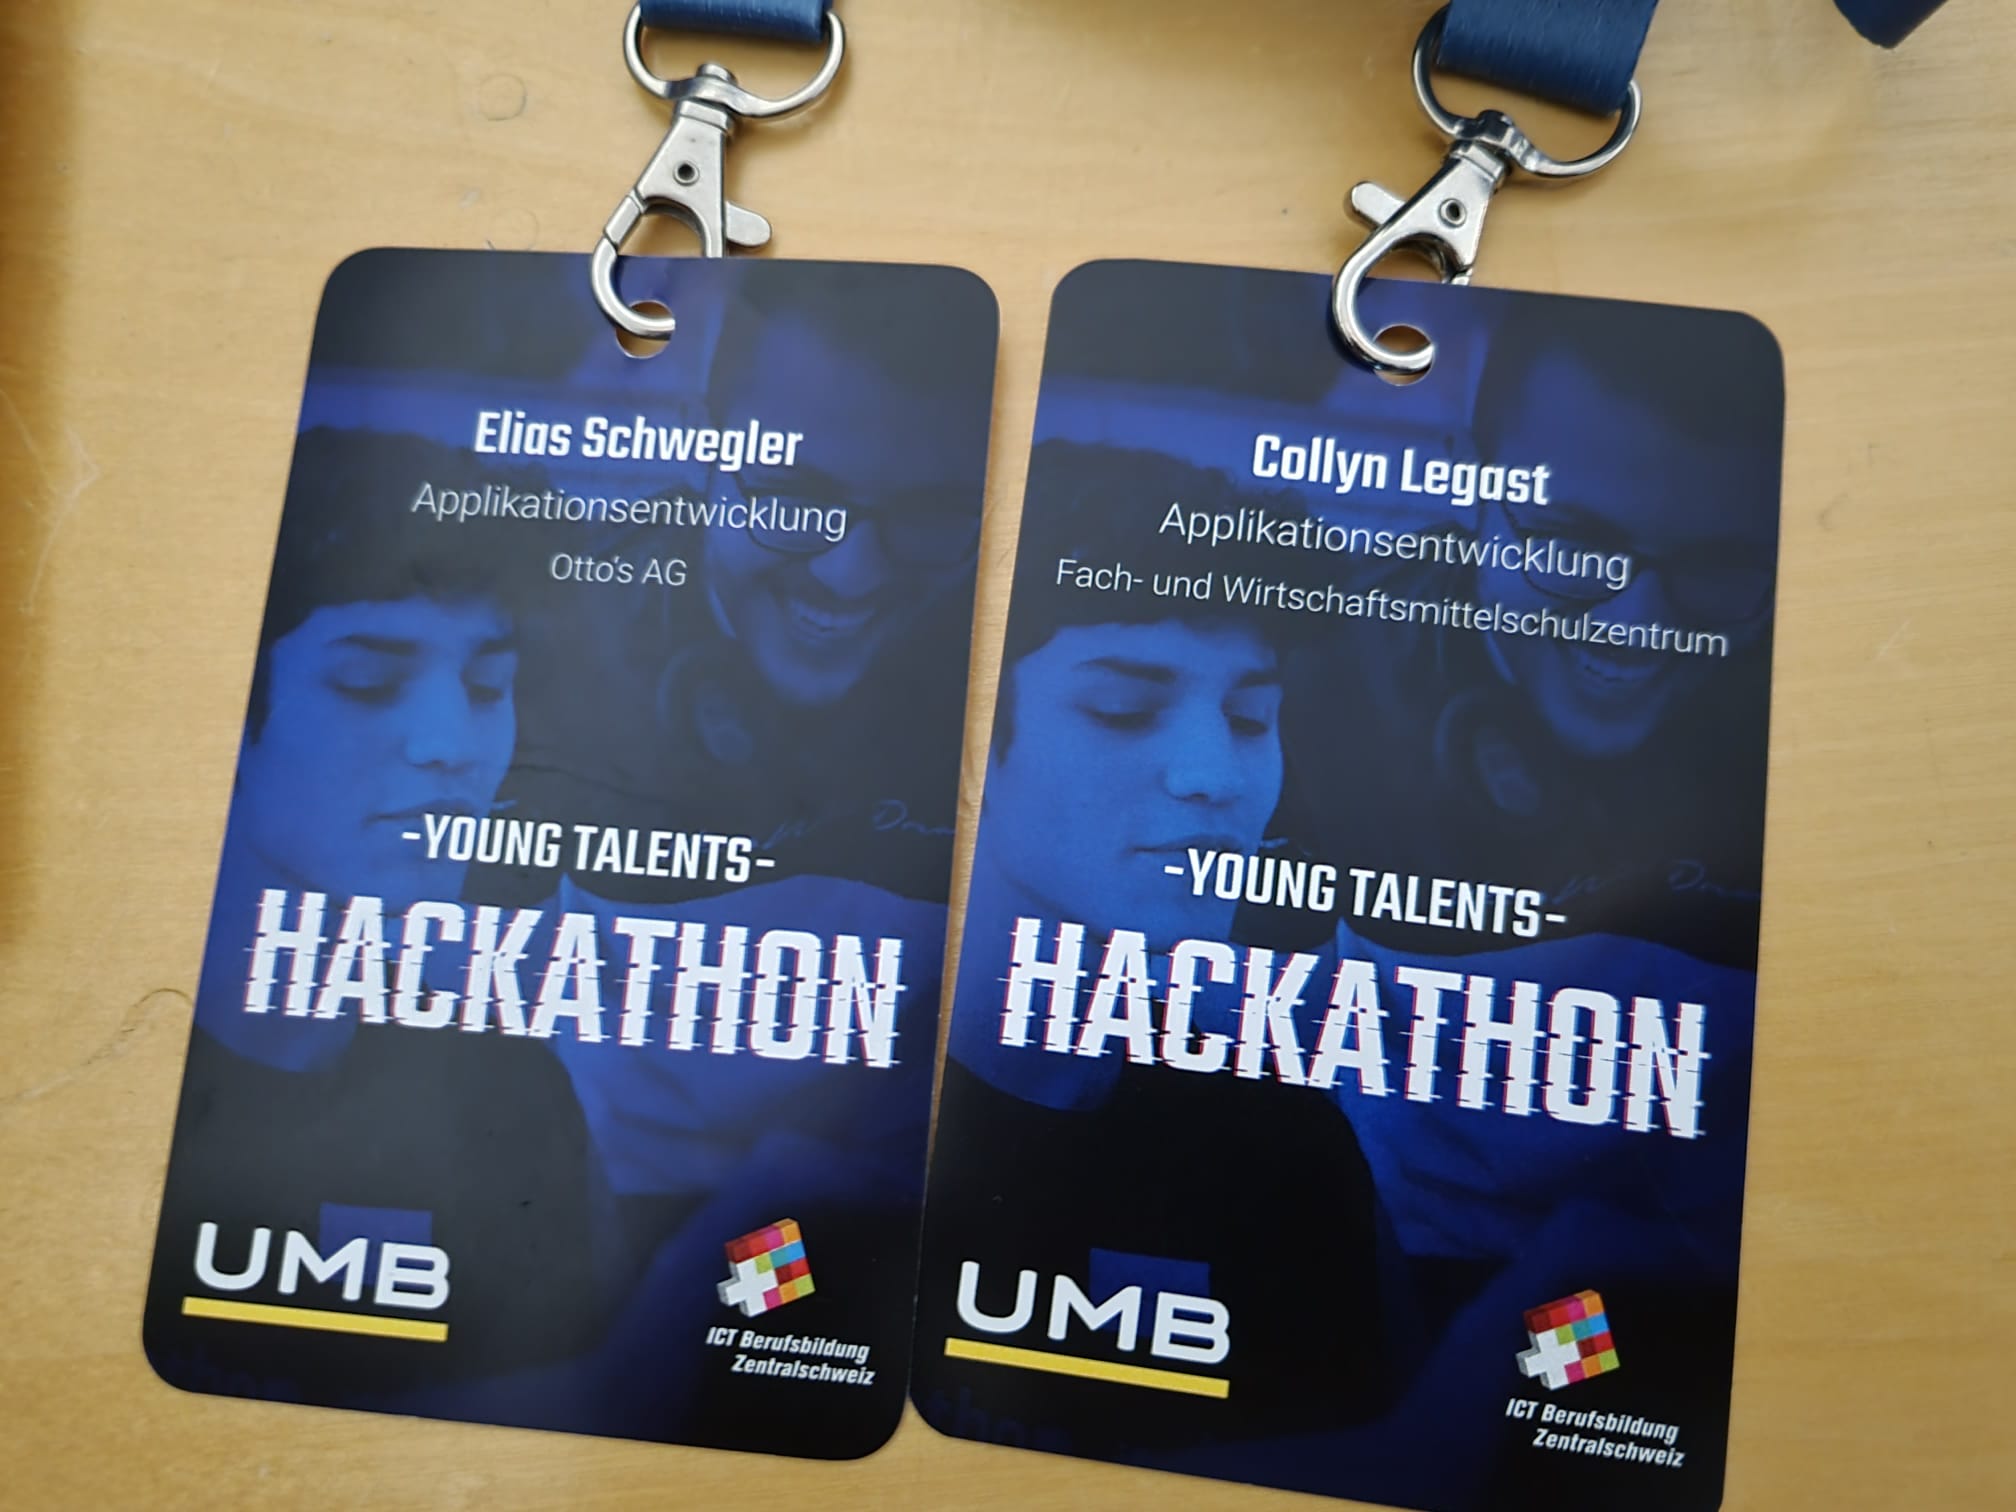 Elias Schwegler
Applikationsentwicklung
Otto's AG
-YOUNG TALENTS-
HACKATHON
UMB
ICT Berufsbildung
Zentralschweiz
Collyn Legast
Applikationsentwicklung
Fach- und Wirtschaftsmittelschulzentrum
-YOUNG TALENTS-
HACKATHON
UMB
ICT Berufsbildung
Zentralschweiz